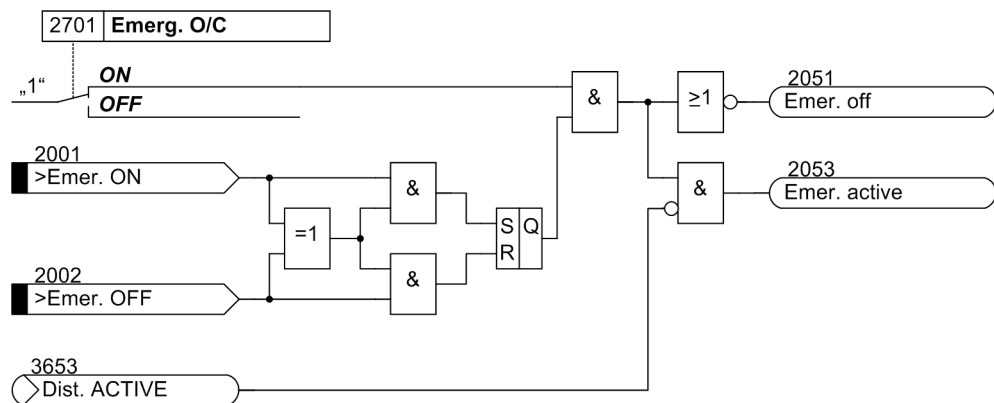 2701 Emerg. O/C
„1“
ON
OFF
&
≥1
2051
Emer. off
2001
>Emer. ON
&
&
2053
Emer. active
=1
S Q
R
2002
>Emer. OFF
&
3653
Dist. ACTIVE